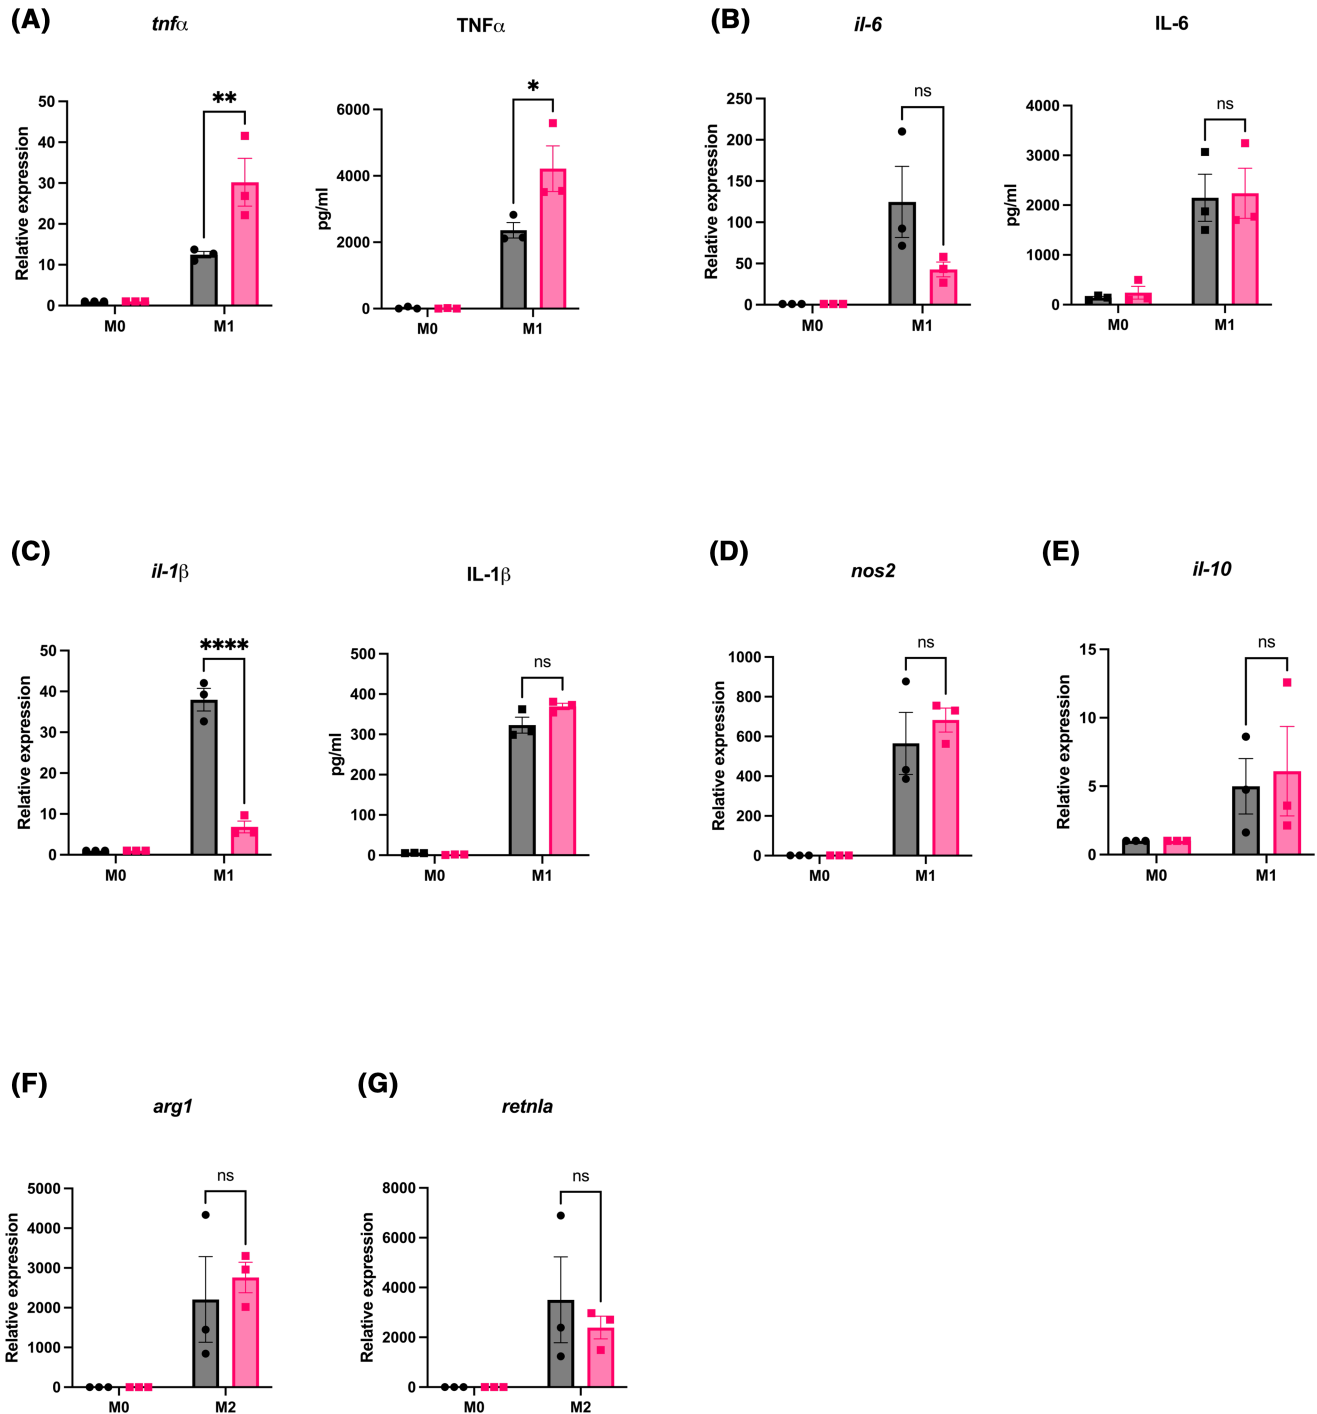 (A)
tnfα
TNFα
**
50
40
30
20
10
0
Relative expression
M0
M1
*
6000
4000
2000
0
pg/ml
M0
M1
(B)
il-6
IL-6
ns
250
200
150
100
50
0
Relative expression
M0
M1
ns
4000
3000
2000
1000
0
pg/ml
M0
M1
(C)
il-1β
IL-1β
****
50
40
30
20
10
0
Relative expression
M0
M1
ns
500
400
300
200
100
0
pg/ml
M0
M1
(D)
nos2
ns
1000
800
600
400
200
0
Relative expression
M0
M1
(E)
il-10
ns
15
10
5
0
Relative expression
M0
M1
(F)
arg1
ns
5000
4000
3000
2000
1000
0
Relative expression
M0
M2
(G)
retnla
ns
8000
6000
4000
2000
0
Relative expression
M0
M2